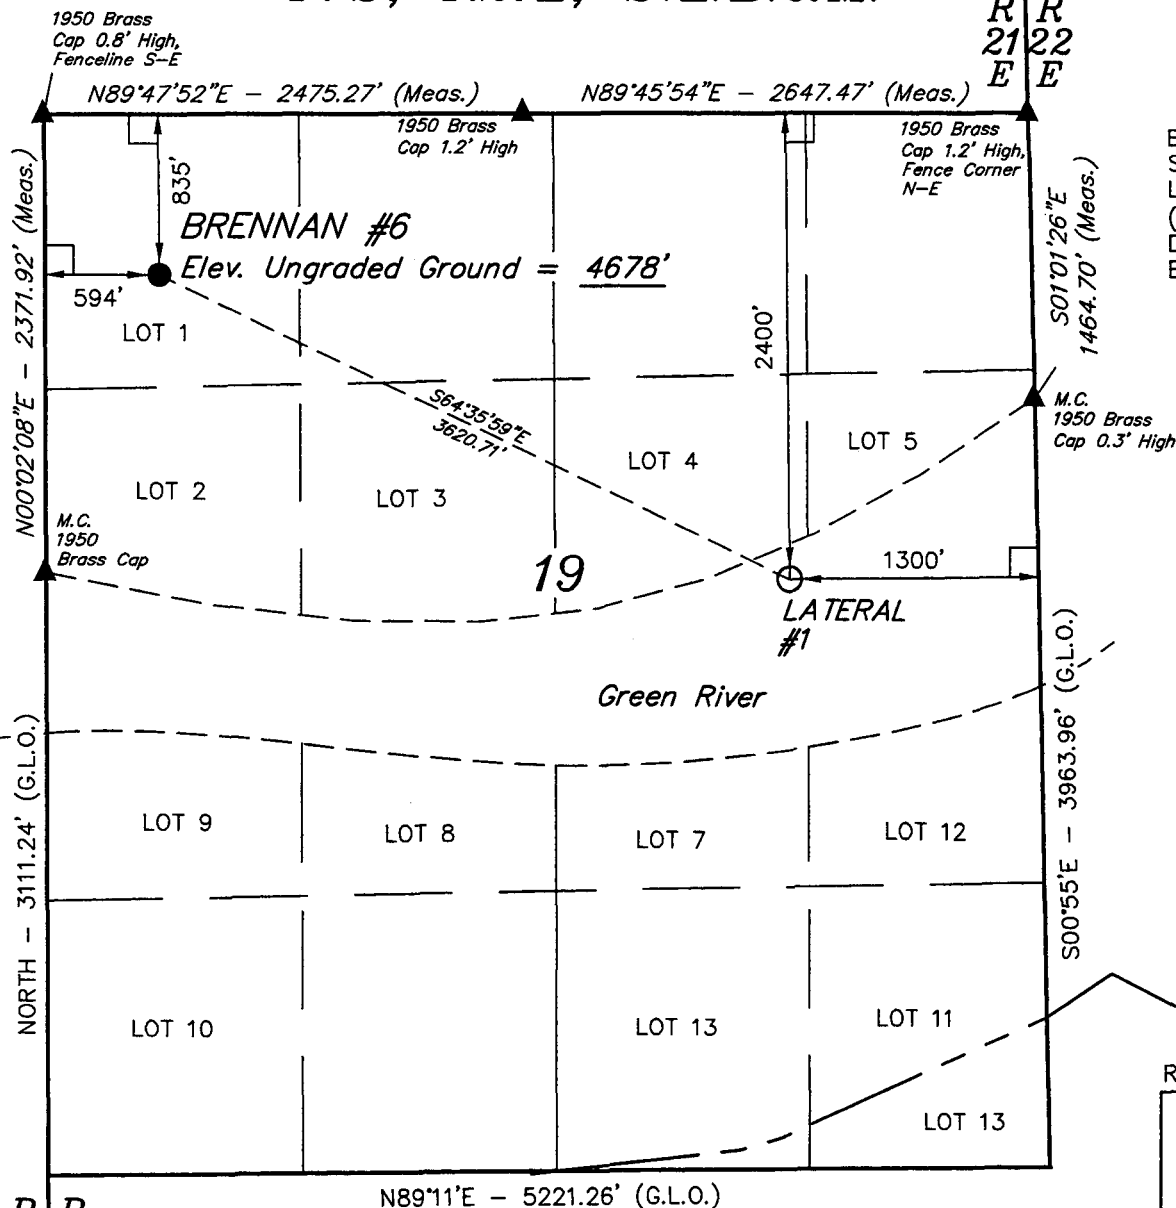 R R
21 22
E E
1950 Brass
Cap 0.8' High,
Fenceline S-E
N89°47'52"E - 2475.27' (Meas.)
N89°45'54"E - 2647.47' (Meas.)
1950 Brass
Cap 1.2' High
1950 Brass
Cap 1.2' High,
Fence Corner
N-E
N00°02'08"E - 2371.92' (Meas.)
835'
BRENNAN #6
Elev. Ungraded Ground = 4678'
594'
LOT 1
2400'
S01°01'26"E
1464.70' (Meas.)
S64°35'59"E
3620.71'
M.C.
1950 Brass
Cap 0.3' High
LOT 2
LOT 3
LOT 4
LOT 5
M.C.
1950
Brass Cap
19
1300'
LATERAL
#1
Green River
NORTH - 3111.24' (G.L.O.)
S00°55'E - 3963.96' (G.L.O.)
LOT 9
LOT 8
LOT 7
LOT 12
LOT 10
LOT 13
LOT 11
LOT 13
R
N89°11'E - 5221.26' (G.L.O.)
R R